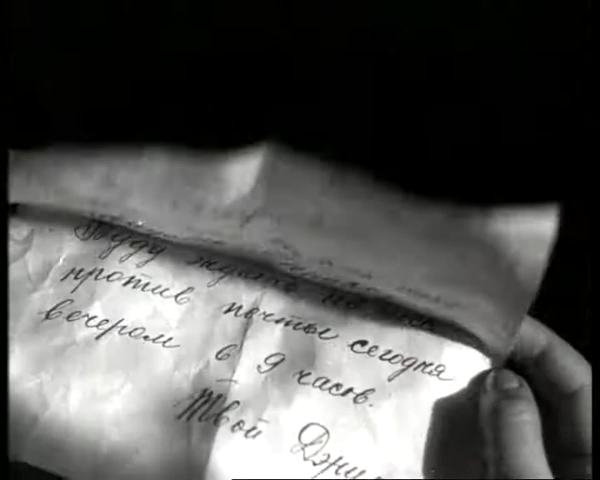 Буду ждать
против почты сегодня
вечером в 9 часов.
Твой